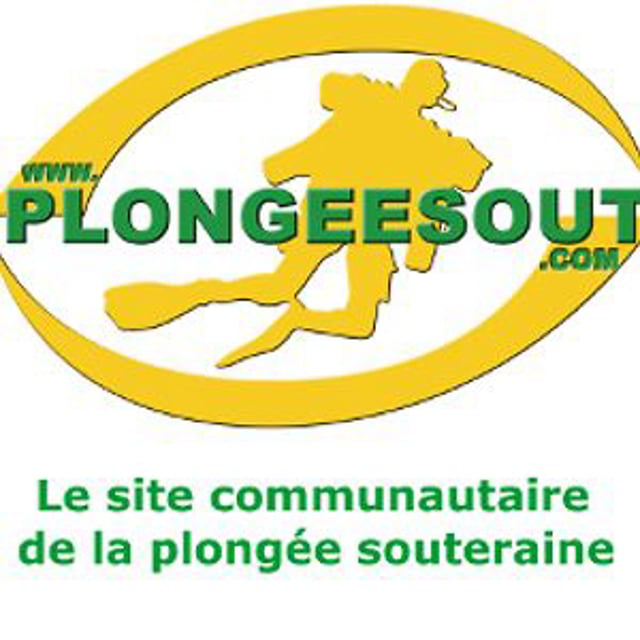 www.
PLONGEESOUT
.COM
Le site communautaire
de la plongée souteraine